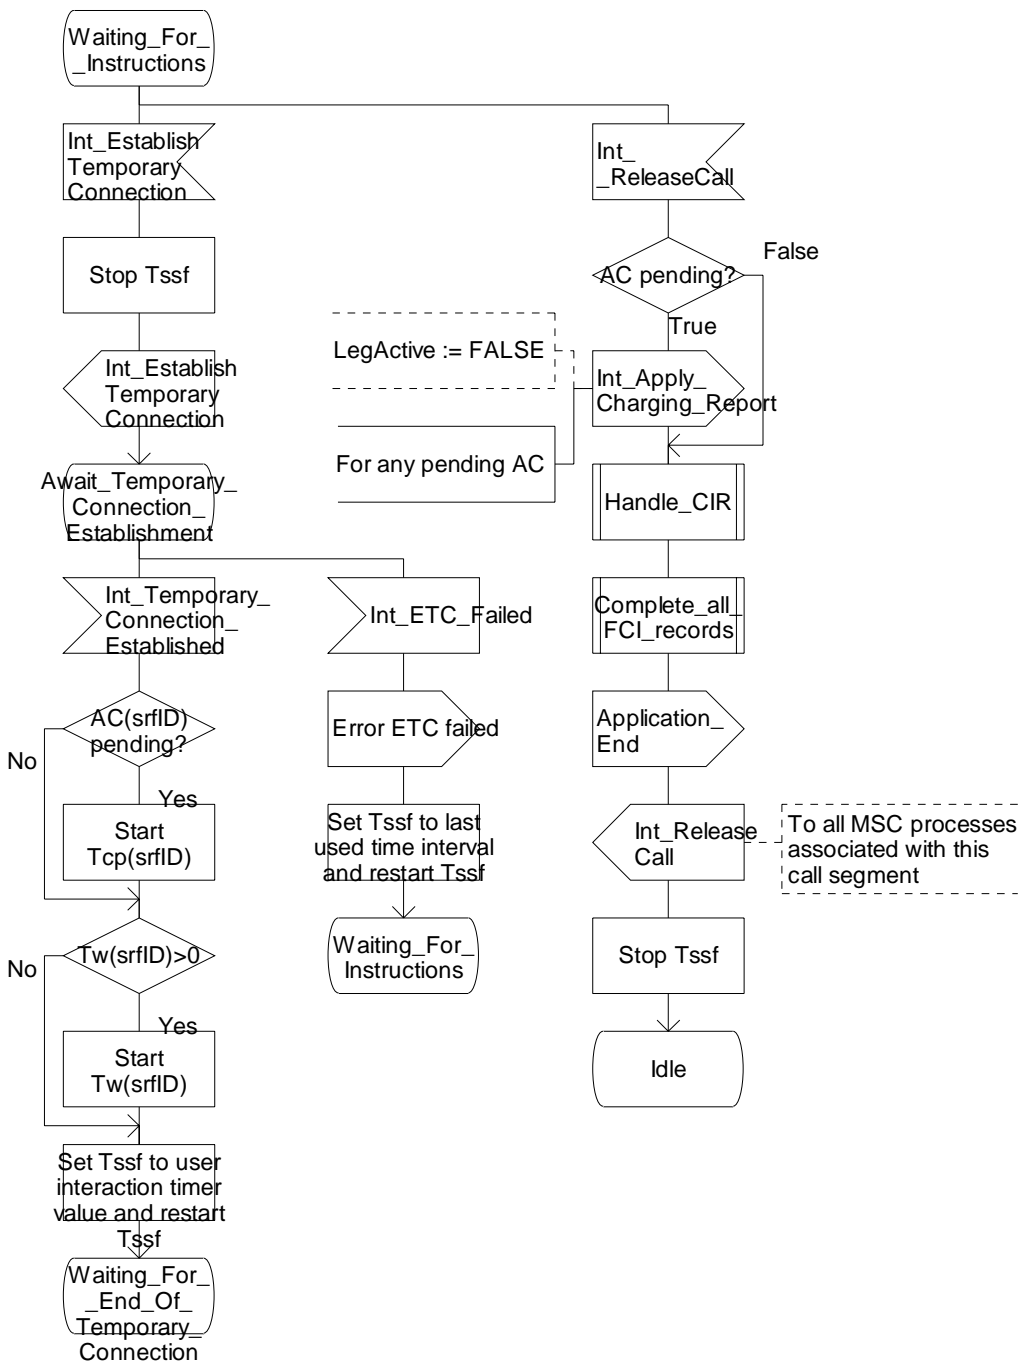 Waiting_For_
_Instructions
Int_Establish
Temporary
Connection
Stop Tssf
Int_Establish
Temporary
Connection
Await_Temporary_
Connection_
Establishment
Int_Temporary_
Connection_
Established
AC(srfID)
pending?
No
Yes
Start
Tcp(srfID)
Tw(srfID)>0
No
Yes
Start
Tw(srfID)
Set Tssf to user
interaction timer
value and restart
Tssf
Waiting_For_
_End_Of_
Temporary_
Connection
Int_ETC_Failed
Error ETC failed
Set Tssf to last
used time interval
and restart Tssf
Waiting_For_
Instructions
Int_
_ReleaseCall
AC pending?
False
True
LegActive := FALSE
Int_Apply_
Charging_Report
For any pending AC
Handle_CIR
Complete_all_
FCI_records
Application_
End
Int_Release
Call
To all MSC processes
associated with this
call segment
Stop Tssf
Idle